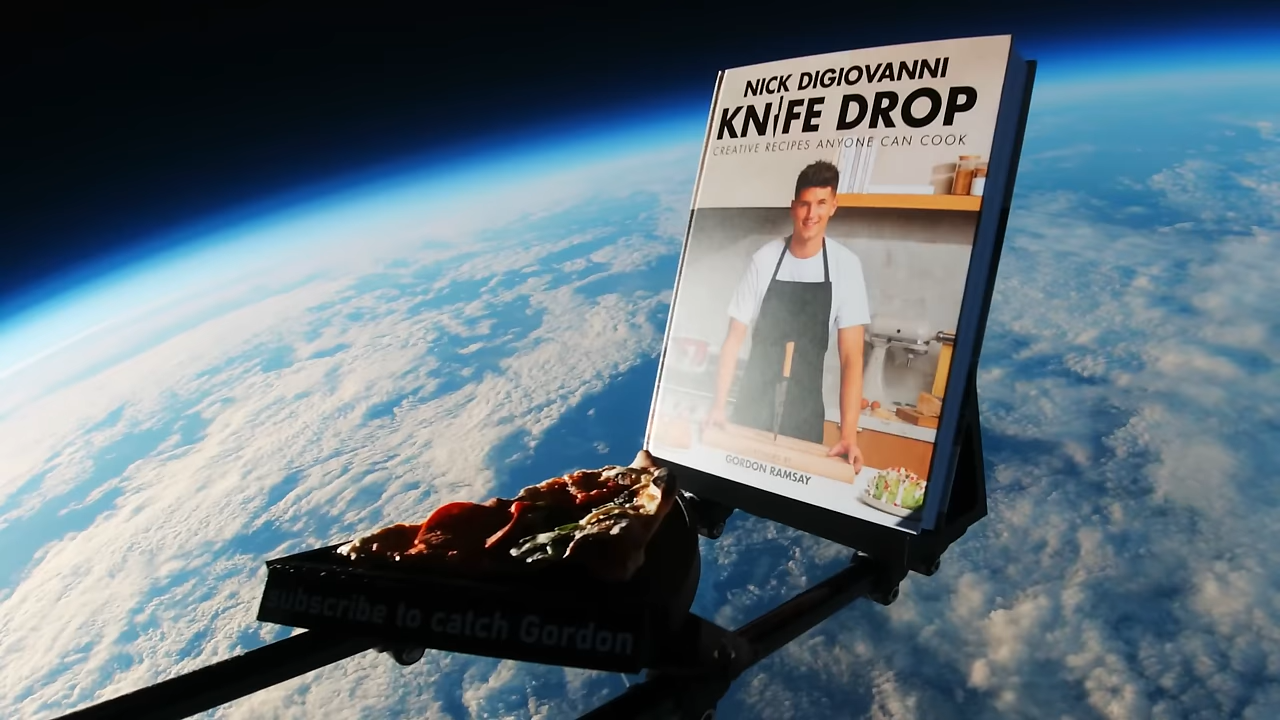 NICK DIGIOVANNI
KNIFE DROP
CREATIVE RECIPES ANYONE CAN COOK
GORDON RAMSAY
subscribe to catch Gordon